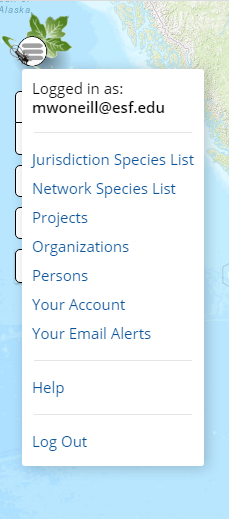 Alaska
Logged in as:
mwoneill@esf.edu
Jurisdiction Species List
Network Species List
Projects
Organizations
Persons
Your Account
Your Email Alerts
Help
Log Out